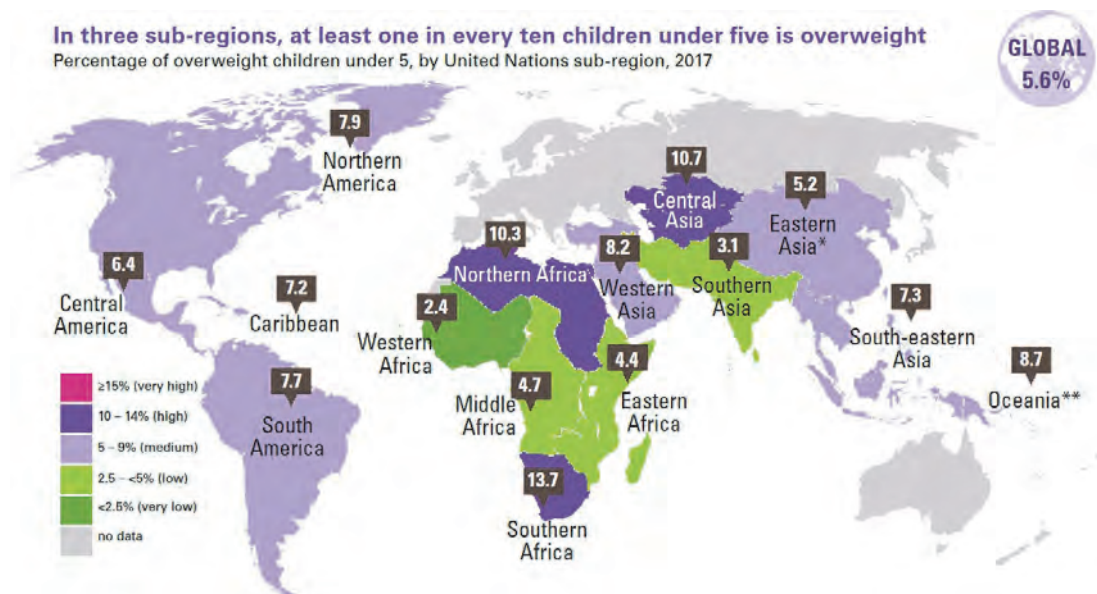 In three sub-regions, at least one in every ten children under five is overweight
Percentage of overweight children under 5, by United Nations sub-region, 2017
GLOBAL
5.6%
7.9
Northern
America
10.7
Central
Asia
5.2
Eastern
Asia*
10.3
Northern Africa
8.2
Western
Asia
3.1
Southern
Asia
6.4
Central
America
7.2
Caribbean
2.4
Western
Africa
7.3
South-eastern
Asia
4.4
Eastern
Africa
8.7
Oceania**
7.7
South
America
4.7
Middle
Africa
13.7
Southern
Africa
≥15% (very high)
10 – 14% (high)
5 – 9% (medium)
2.5 – <5% (low)
<2.5% (very low)
no data